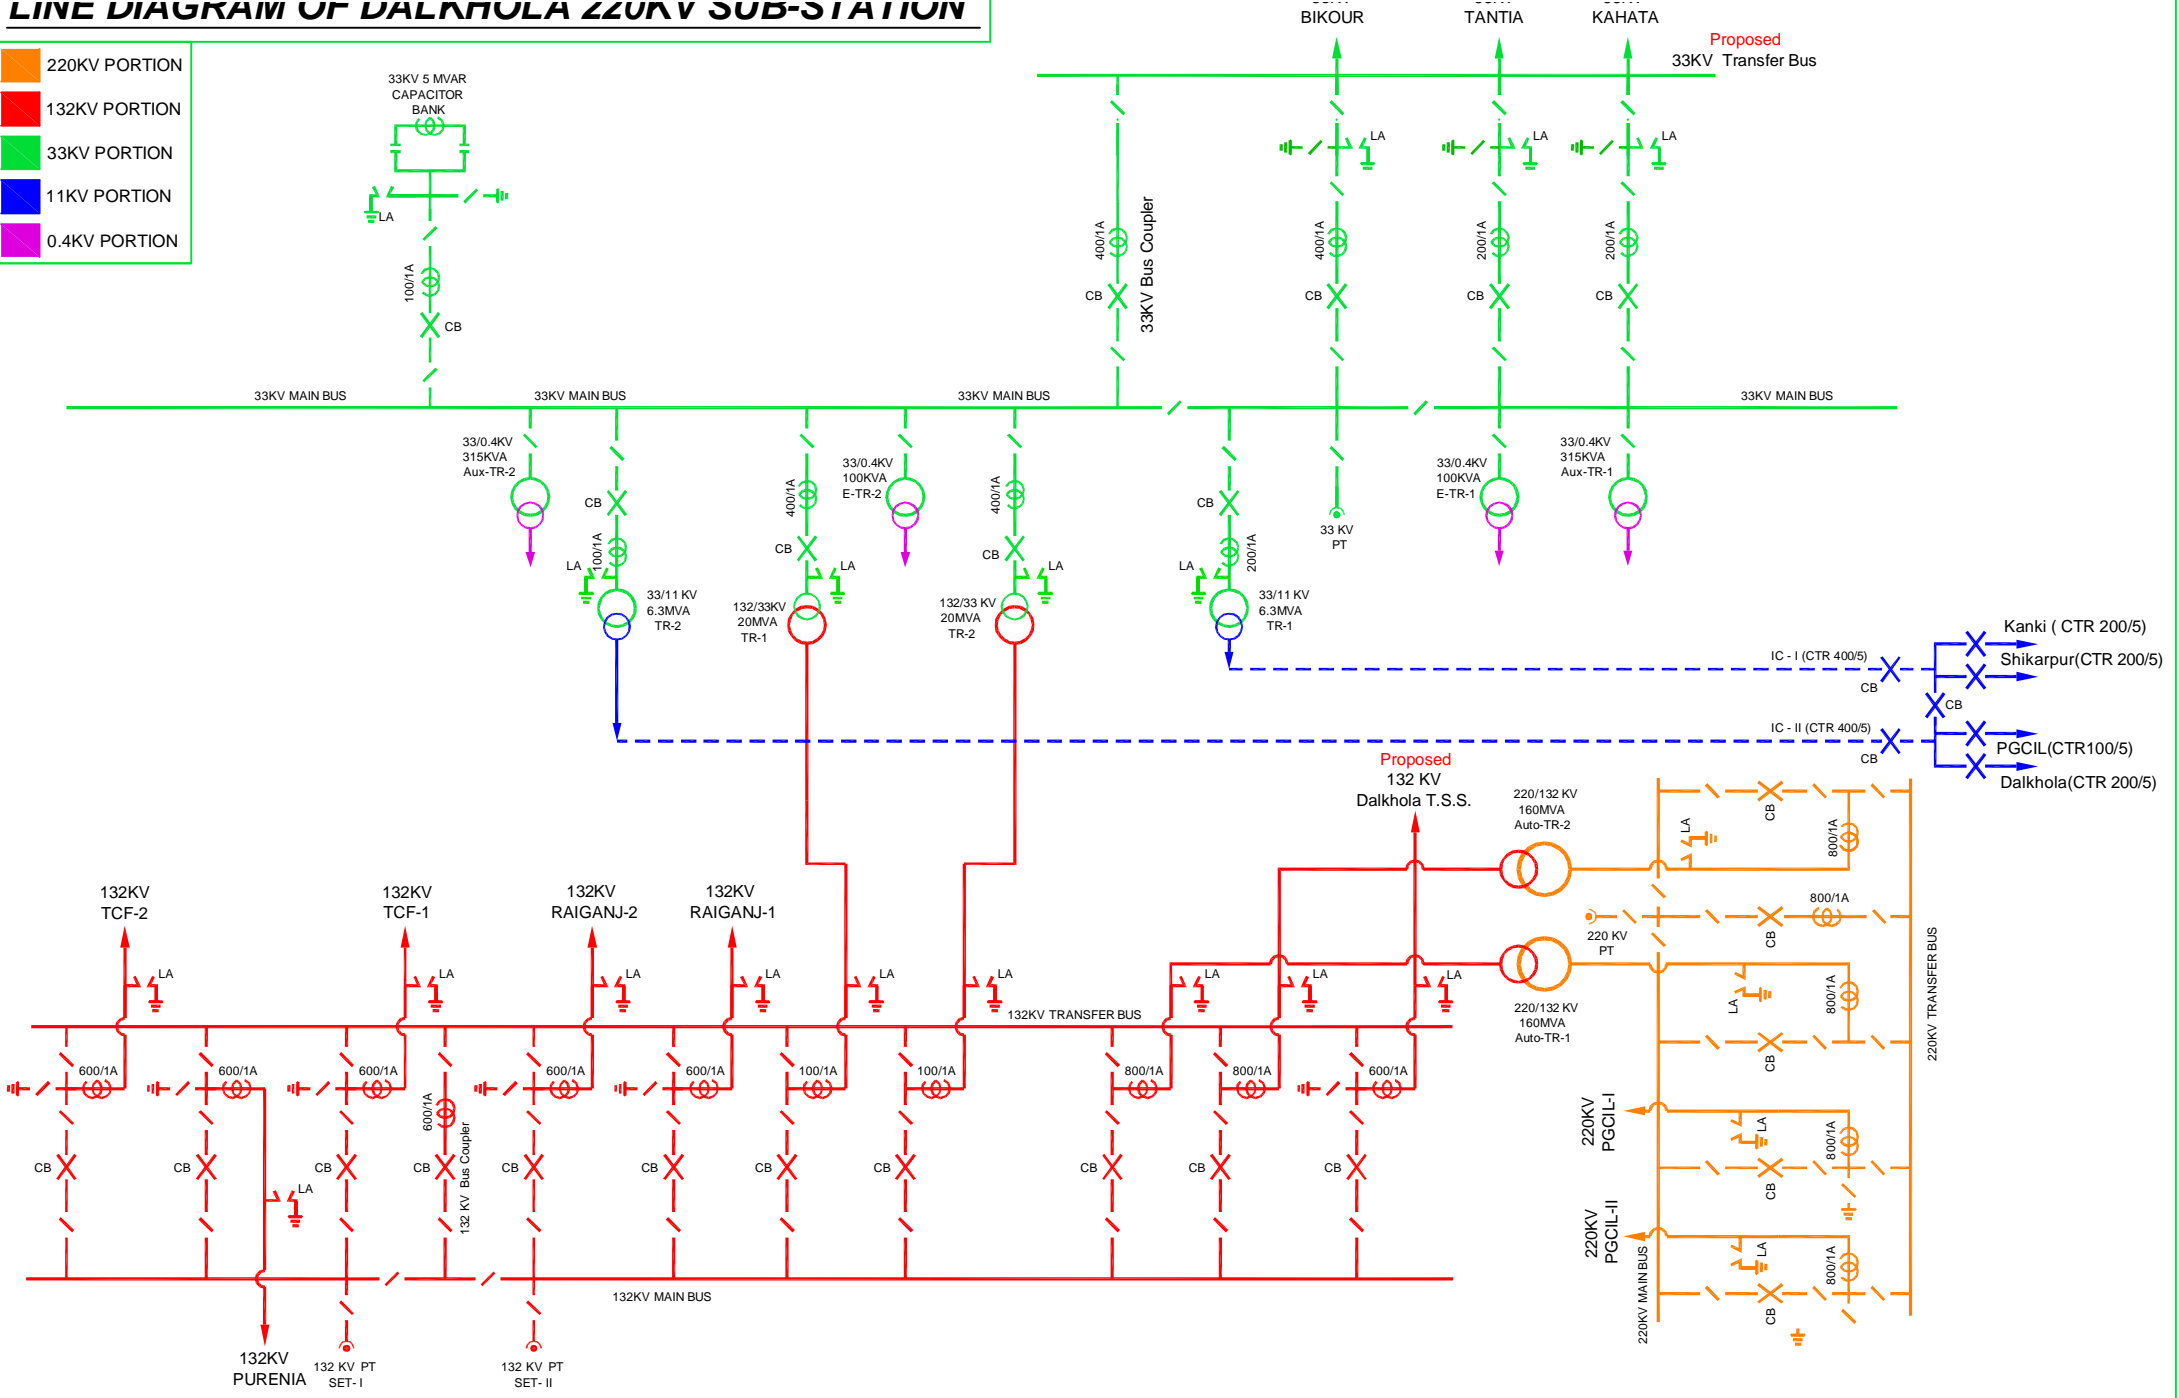 LINE DIAGRAM OF DALKHOLA 220KV SUB-STATION
220KV PORTION
132KV PORTION
33KV PORTION
11KV PORTION
0.4KV PORTION
33KV 5 MVAR
CAPACITOR
BANK
LA
100/1A
CB
BIKOUR
TANTIA
KAHATA
Proposed
33KV Transfer Bus
LA
LA
LA
400/1A
33KV Bus Coupler
400/1A
200/1A
200/1A
CB
CB
CB
CB
33KV MAIN BUS
33KV MAIN BUS
33KV MAIN BUS
33KV MAIN BUS
33/0.4KV
315KVA
Aux-TR-2
CB
100/1A
LA
33/11 KV
6.3MVA
TR-2
400/1A
CB
LA
132/33KV
20MVA
TR-1
33/0.4KV
100KVA
E-TR-2
400/1A
CB
LA
132/33 KV
20MVA
TR-2
CB
200/1A
LA
33/11 KV
6.3MVA
TR-1
33 KV
PT
33/0.4KV
100KVA
E-TR-1
33/0.4KV
315KVA
Aux-TR-1
IC - I (CTR 400/5)
CB
Kanki ( CTR 200/5)
Shikarpur(CTR 200/5)
CB
IC - II (CTR 400/5)
CB
PGCIL(CTR100/5)
Dalkhola(CTR 200/5)
Proposed
132 KV
Dalkhola T.S.S.
220/132 KV
160MVA
Auto-TR-2
CB
LA
800/1A
800/1A
220 KV
PT
CB
220/132 KV
160MVA
Auto-TR-1
LA
800/1A
CB
220KV TRANSFER BUS
220KV
PGCIL-I
LA
800/1A
CB
220KV
PGCIL-II
LA
800/1A
CB
220KV MAIN BUS
132KV
TCF-2
132KV
TCF-1
132KV
RAIGANJ-2
132KV
RAIGANJ-1
LA
LA
LA
LA
LA
LA
LA
LA
LA
132KV TRANSFER BUS
600/1A
600/1A
600/1A
600/1A
600/1A
100/1A
100/1A
800/1A
800/1A
600/1A
600/1A
132 KV Bus Coupler
CB
CB
CB
CB
CB
CB
CB
CB
CB
CB
CB
LA
132KV MAIN BUS
132KV
PURENIA
132 KV PT
SET- I
132 KV PT
SET- II